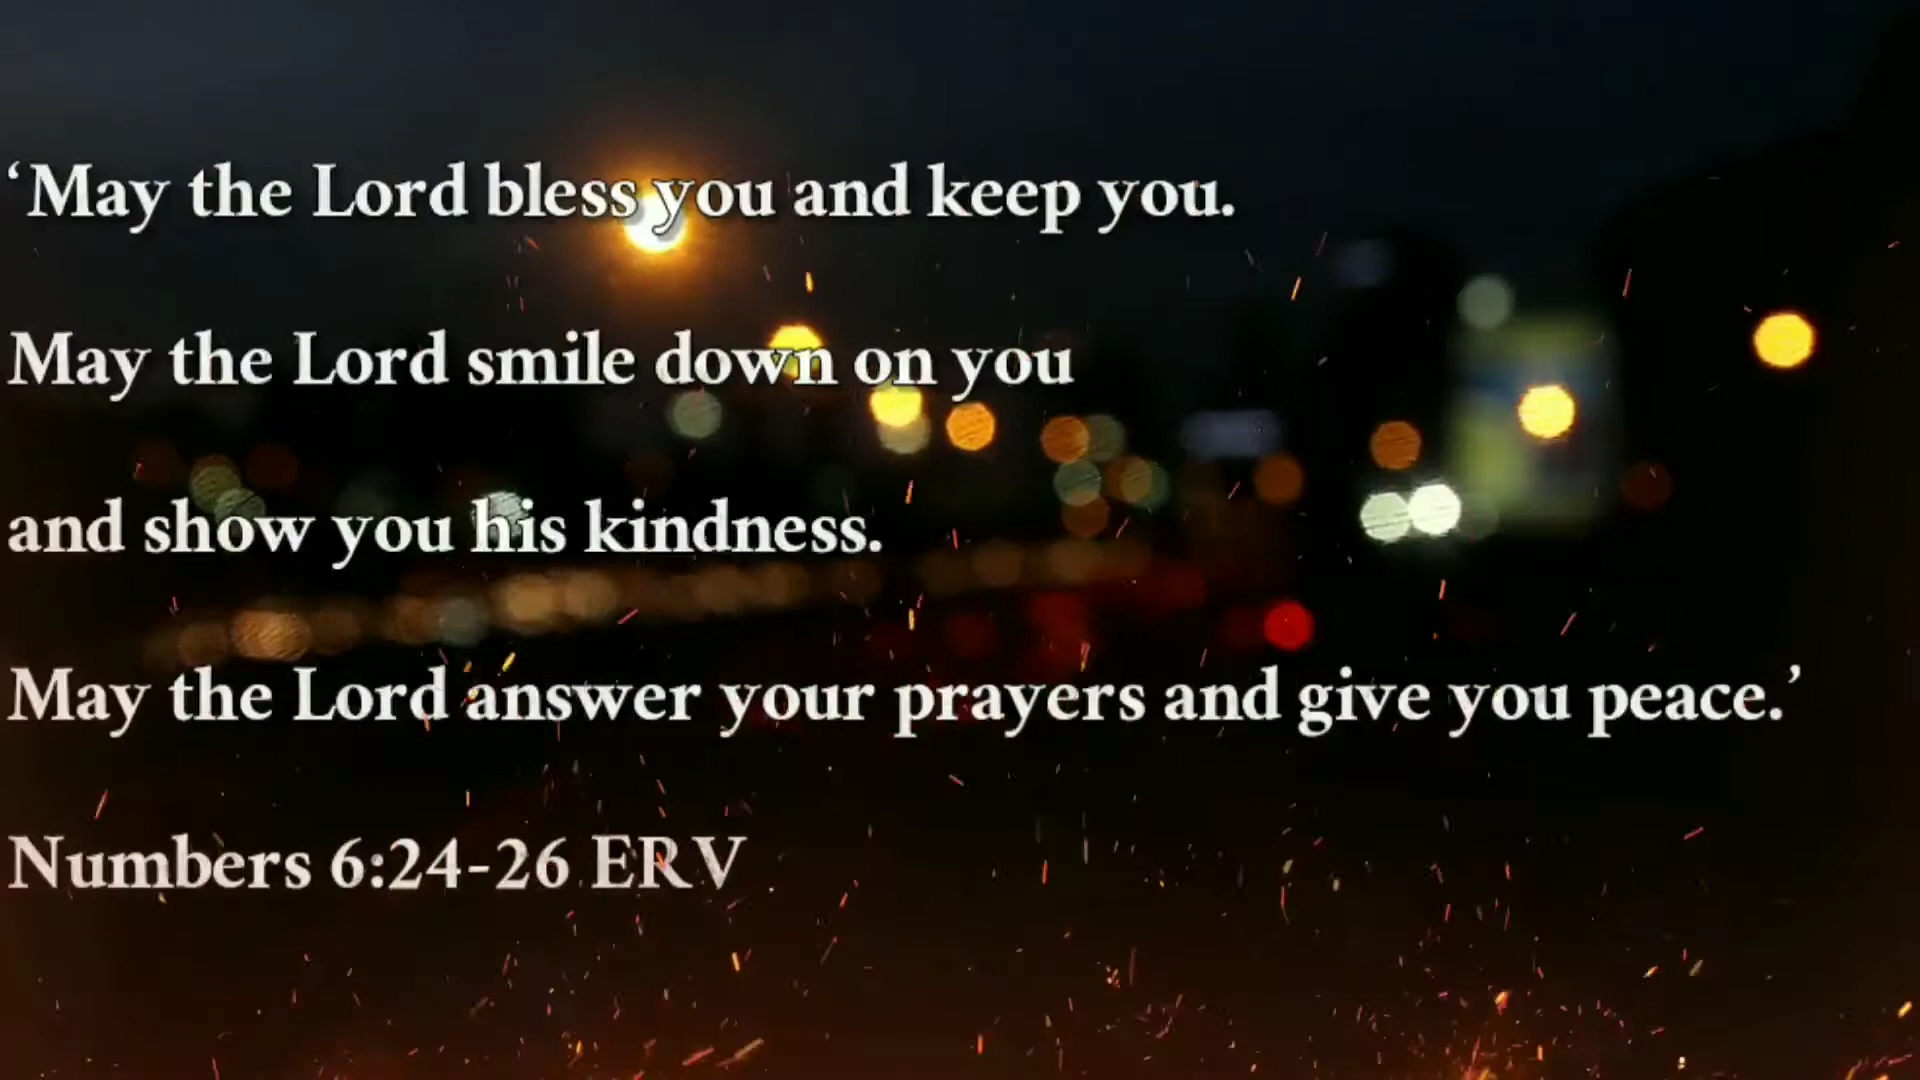 ‘May the Lord bless you and keep you.
May the Lord smile down on you
and show you his kindness.
May the Lord answer your prayers and give you peace.’
Numbers 6:24-26 ERV